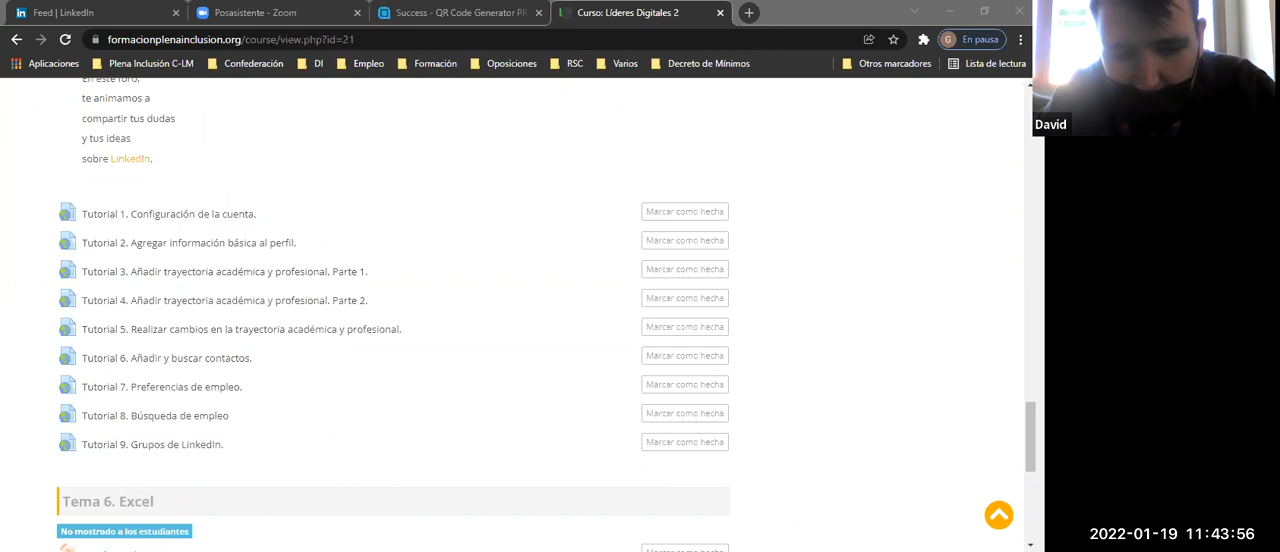 Feed | LinkedIn
Posasistente - Zoom
Success - QR Code Generator PR
Curso: Líderes Digitales 2
formacionplenainclusion.org/course/view.php?id=21
G En pausa
Aplicaciones
Plena Inclusión C-LM
Confederación
DI
Empleo
Formación
Oposiciones
RSC
Varios
Decreto de Mínimos
Otros marcadores
Lista de lectura
En este foro,
te animamos a
compartir tus dudas
y tus ideas
sobre LinkedIn.
Tutorial 1. Configuración de la cuenta. Marcar como hecha
Tutorial 2. Agregar información básica al perfil. Marcar como hecha
Tutorial 3. Añadir trayectoria académica y profesional. Parte 1. Marcar como hecha
Tutorial 4. Añadir trayectoria académica y profesional. Parte 2. Marcar como hecha
Tutorial 5. Realizar cambios en la trayectoria académica y profesional. Marcar como hecha
Tutorial 6. Añadir y buscar contactos. Marcar como hecha
Tutorial 7. Preferencias de empleo. Marcar como hecha
Tutorial 8. Búsqueda de empleo Marcar como hecha
Tutorial 9. Grupos de LinkedIn. Marcar como hecha
Tema 6. Excel
No mostrado a los estudiantes
Marcar como hecha
David
2022-01-19 11:43:56